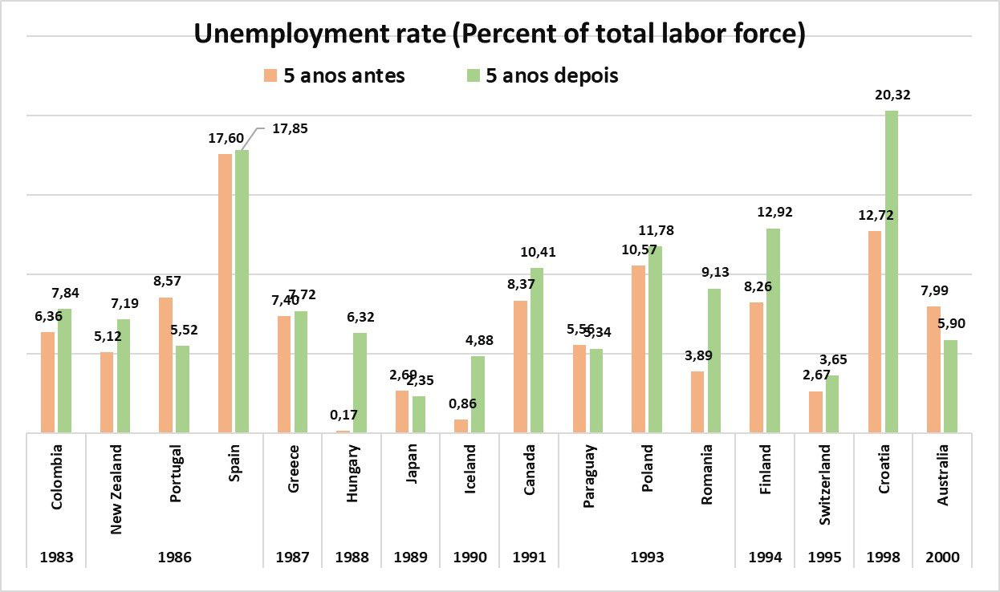 Unemployment rate (Percent of total labor force)
5 anos antes 5 anos depois
20,32
17,60 17,85
12,72
12,92
11,78
10,57
10,41
9,13
8,57 8,37 8,26 7,99
7,84 7,19 7,40 7,72
6,36 6,32 5,90
5,12 5,52 5,56 5,34
4,88 3,89 3,65
2,69 2,35 2,67
0,17 0,86
Colombia
New Zealand
Portugal
Spain
Greece
Hungary
Japan
Iceland
Canada
Paraguay
Poland
Romania
Finland
Switzerland
Croatia
Australia
1983 1986 1987 1988 1989 1990 1991 1993 1994 1995 1998 2000